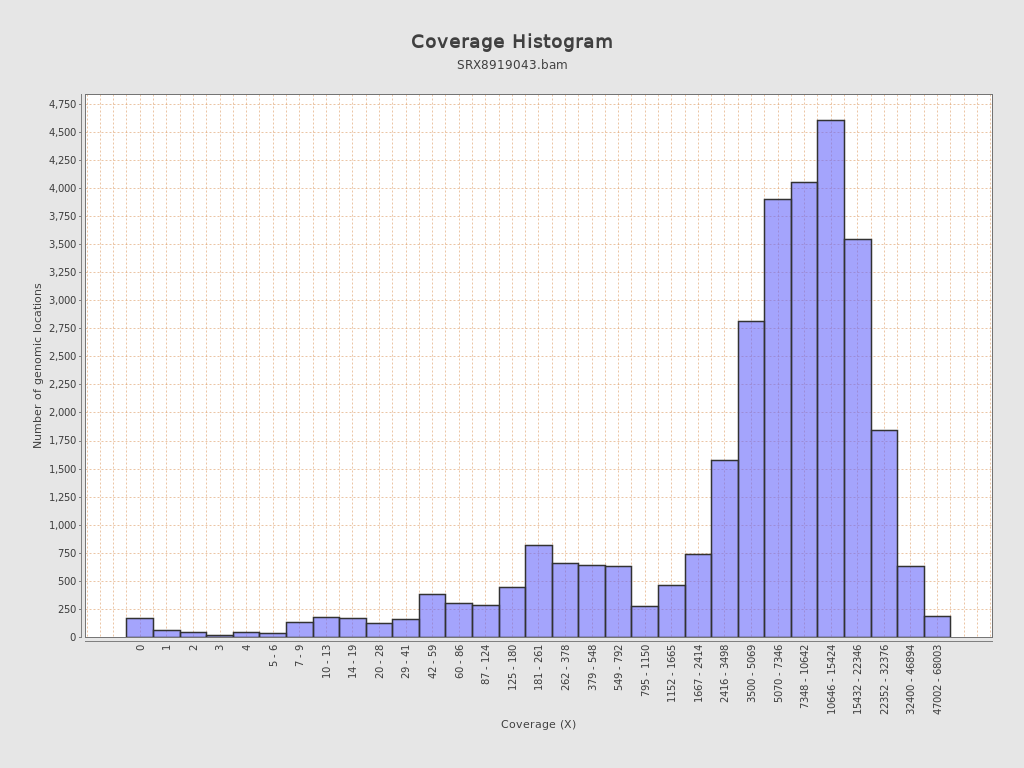 Coverage Histogram
SRX8919043.bam
Number of genomic locations
4,750
4,500
4,250
4,000
3,750
3,500
3,250
3,000
2,750
2,500
2,250
2,000
1,750
1,500
1,250
1,000
750
500
250
0
0
1
2
3
4
5 - 6
7 - 9
10 - 13
14 - 19
20 - 28
29 - 41
42 - 59
60 - 86
87 - 124
125 - 180
181 - 261
262 - 378
379 - 548
549 - 792
795 - 1150
1152 - 1665
1667 - 2414
2416 - 3498
3500 - 5069
5070 - 7346
7348 - 10642
10646 - 15424
15432 - 22346
22352 - 32376
32400 - 46894
47002 - 68003
Coverage (X)